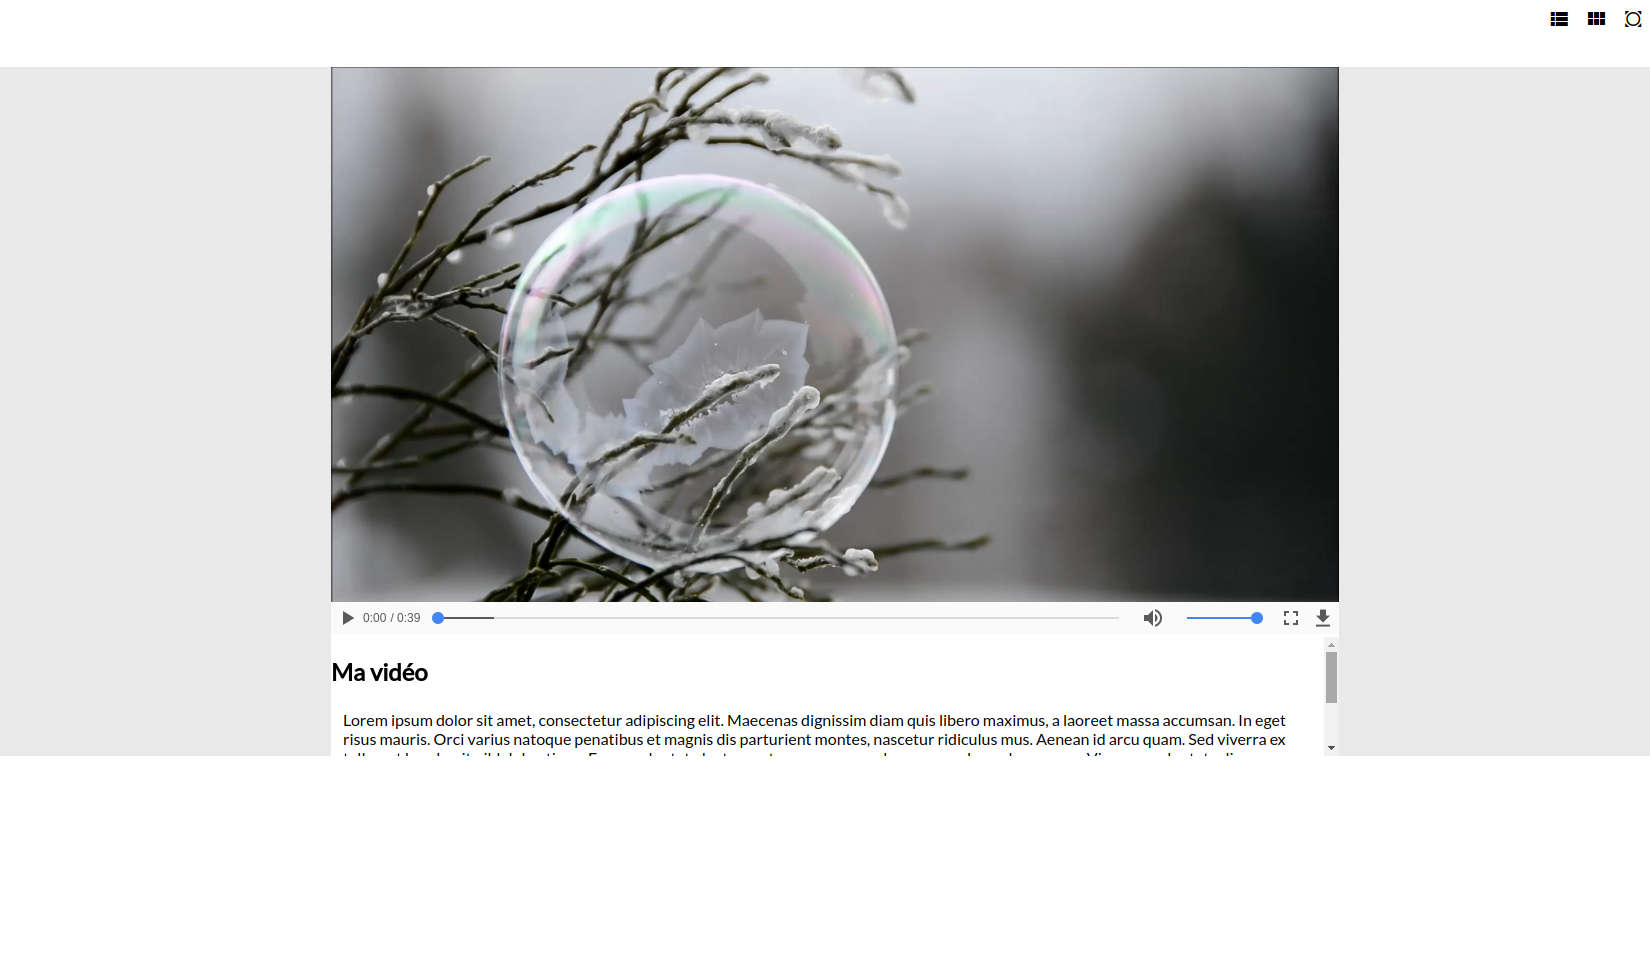 0:00 / 0:39
Ma vidéo
Lorem ipsum dolor sit amet, consectetur adipiscing elit. Maecenas dignissim diam quis libero maximus, a laoreet massa accumsan. In eget
risus mauris. Orci varius natoque penatibus et magnis dis parturient montes, nascetur ridiculus mus. Aenean id arcu quam. Sed viverra ex